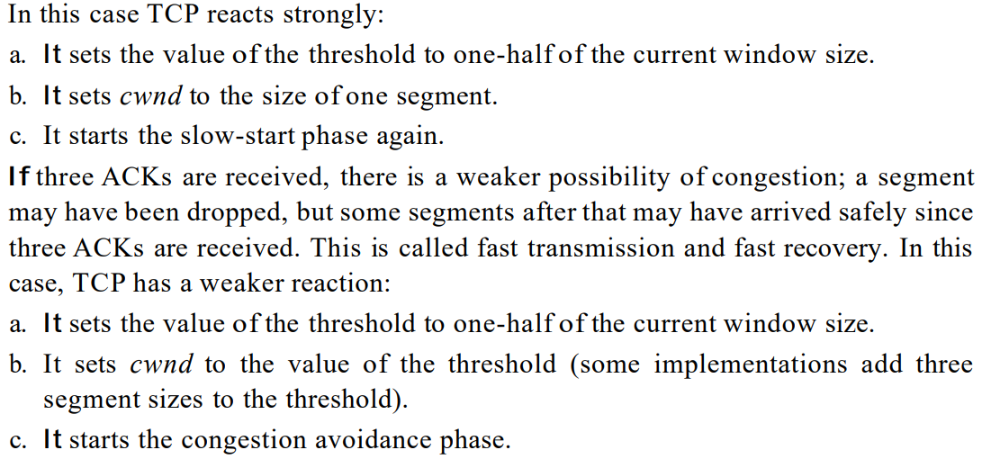 In this case TCP reacts strongly:
a. It sets the value of the threshold to one-half of the current window size.
b. It sets cwnd to the size of one segment.
c. It starts the slow-start phase again.
If three ACKs are received, there is a weaker possibility of congestion; a segment
may have been dropped, but some segments after that may have arrived safely since
three ACKs are received. This is called fast transmission and fast recovery. In this
case, TCP has a weaker reaction:
a. It sets the value of the threshold to one-half of the current window size.
b. It sets cwnd to the value of the threshold (some implementations add three
segment sizes to the threshold).
c. It starts the congestion avoidance phase.